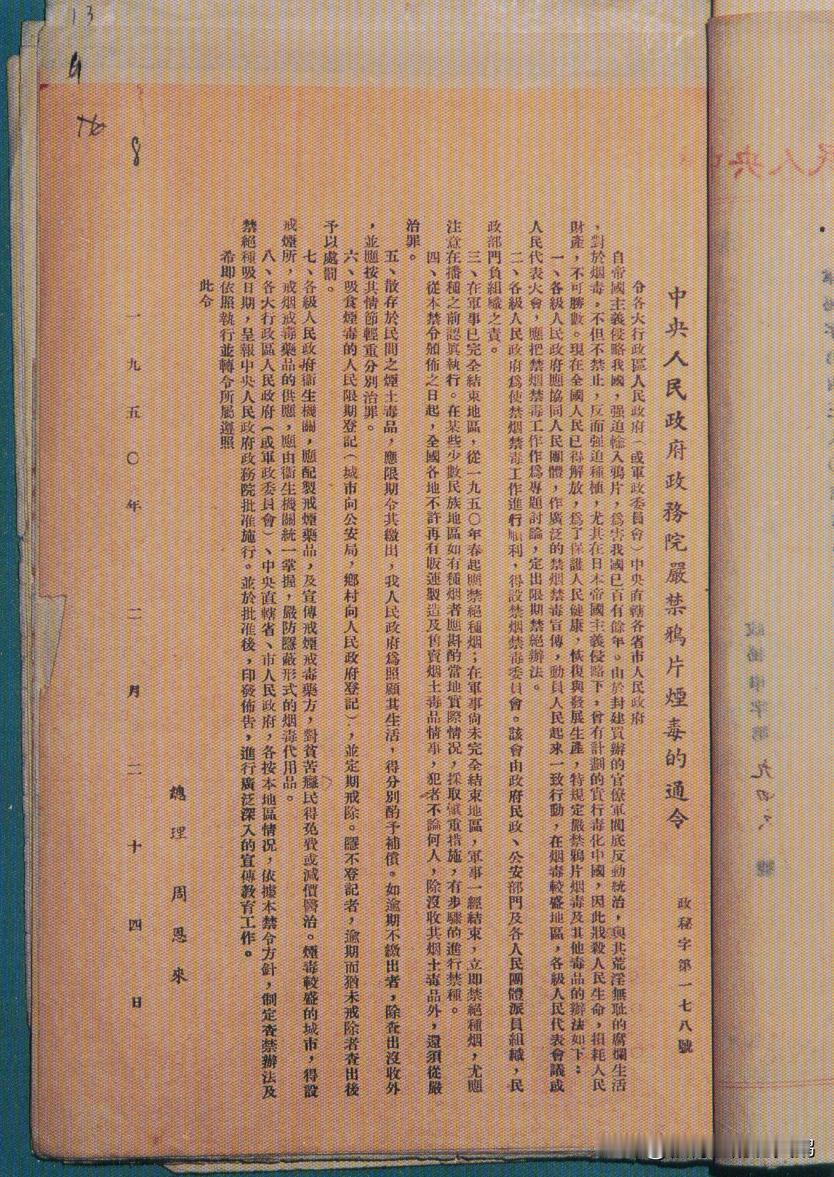 中央人民政府政務院嚴禁鴉片煙毒的通令
政秘字第一七八號
令各大行政區人民政府（或軍政委員會）中央直轄各省市人民政府
自帝國主義侵略我國，强迫輸入鴉片，爲害我國已百有餘年。由於封建買辦的官僚軍閥底反動統治，與其荒淫無耻的腐爛生活
，對於烟毒，不但不禁止，反而强迫種植，尤其在日本帝國主義侵略下，曾有計劃的實行毒化中國，因此戕殺人民生命，損耗人民
財產，不可勝數。現在全國人民已得解放，爲了保護人民健康，恢復與發展生產，特規定嚴禁鴉片烟毒及其他毒品的辦法如下：
一、各級人民政府應協同人民團體，作廣泛的禁烟禁毒宣傳，動員人民起來一致行動，在烟毒較盛地區，各級人民代表會議或
人民代表大會，應把禁烟禁毒工作作爲專題討論，定出限期禁絕辦法。
二、各級人民政府爲使禁烟禁毒工作進行順利，得設禁烟禁毒委員會。該會由政府民政、公安部門及各人民團體派員組織，民
政部門負組織之責。
三、在軍事已完全結束地區，從一九五〇年春起應禁絕種烟；在軍事尚未完全結束地區，軍事一經結束，立即禁絕種烟，尤應
注意在播種之前認眞執行。在某些少數民族地區如有種烟者應斟酌當地實際情况，採取愼重措施，有步驟的進行禁種。
四、從本禁令頒佈之日起，全國各地不許再有販運製造及售賣烟土毒品情事，犯者不論何人，除沒收其烟土毒品外，還須從嚴
治罪。
五、散存於民間之煙土毒品，應限期令其繳出，我人民政府爲照顧其生活，得分別酌予補償。如逾期不繳出者，除查出沒收外
，並應按其情節輕重分別治罪。
六、吸食煙毒的人民限期登記（城市向公安局，鄉村向人民政府登記），並定期戒除。隱不登記者，逾期而猶未戒除者查出後
予以處罰。
七、各級人民政府衞生機關，應配製戒煙藥品，及宣傳戒煙戒毒藥方，對貧苦癮民得免費或減價醫治。煙毒較盛的城市，得設
戒煙所，戒烟戒毒藥品的供應，應由衞生機關統一掌握，嚴防隱蔽形式的烟毒代用品。
八、各大行政區人民政府（或軍政委員會）、中央直轄省、市人民政府，各按本地區情况，依據本禁令方針，制定查禁辦法及
禁絕種吸日期，呈報中央人民政府政務院批准施行。並於批准後，印發佈告，進行廣泛深入的宣傳教育工作。
希即依照執行並轉令所屬遵照
此令
總理 周恩來
一九五〇年二月二十四日
8
13